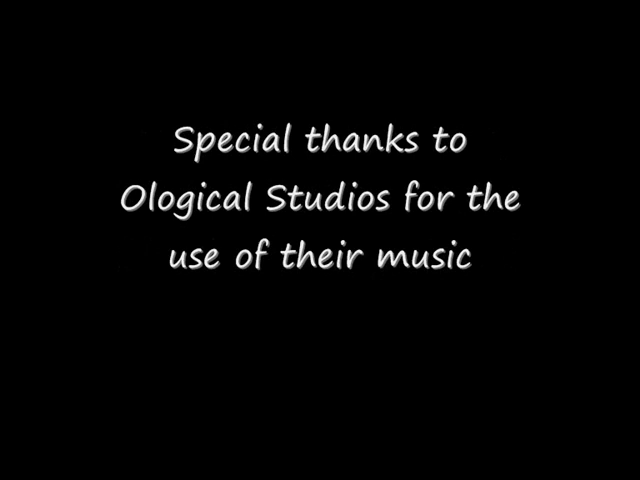 Special thanks to
Ological Studios for the
use of their music